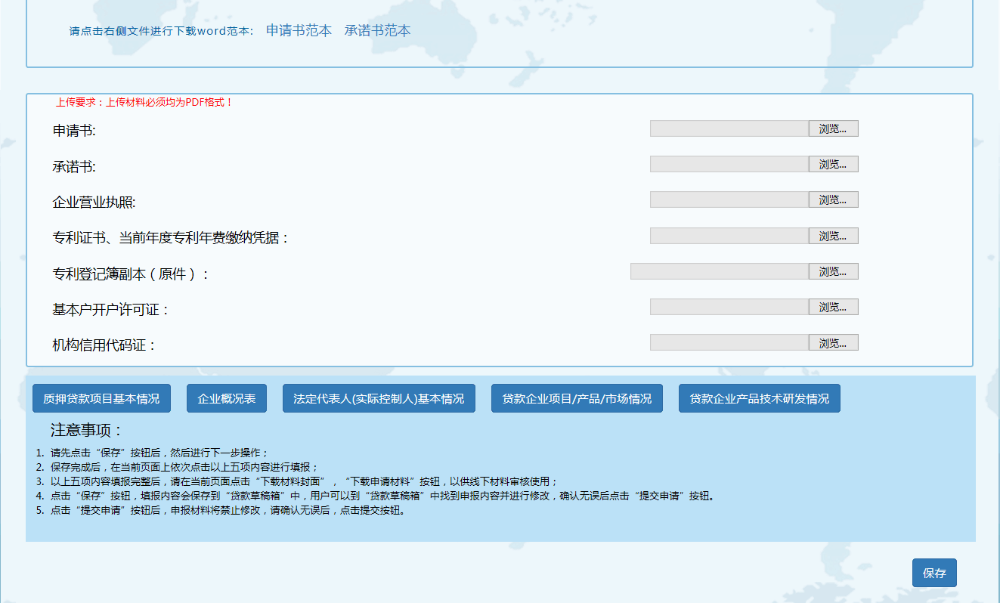 请点击右侧文件进行下载word范本: 申请书范本 承诺书范本
上传要求：上传材料必须均为PDF格式！
申请书: 浏览...
承诺书: 浏览...
企业营业执照: 浏览...
专利证书、当前年度专利年费缴纳凭据： 浏览...
专利登记簿副本（原件）： 浏览...
基本户开户许可证： 浏览...
机构信用代码证： 浏览...
质押贷款项目基本情况 企业概况表 法定代表人(实际控制人)基本情况 贷款企业项目/产品/市场情况 贷款企业产品技术研发情况
注意事项：
1. 请先点击“保存”按钮后，然后进行下一步操作；
2. 保存完成后，在当前页面上依次点击以上五项内容进行填报；
3. 以上五项内容填报完整后，请在当前页面点击“下载材料封面”，“下载申请材料”按钮，以供线下材料审核使用；
4. 点击“保存”按钮，填报内容会保存到“贷款草稿箱”中，用户可以到“贷款草稿箱”中找到申报内容并进行修改，确认无误后点击“提交申请”按钮。
5. 点击“提交申请”按钮后，申报材料将禁止修改，请确认无误后，点击提交按钮。
保存